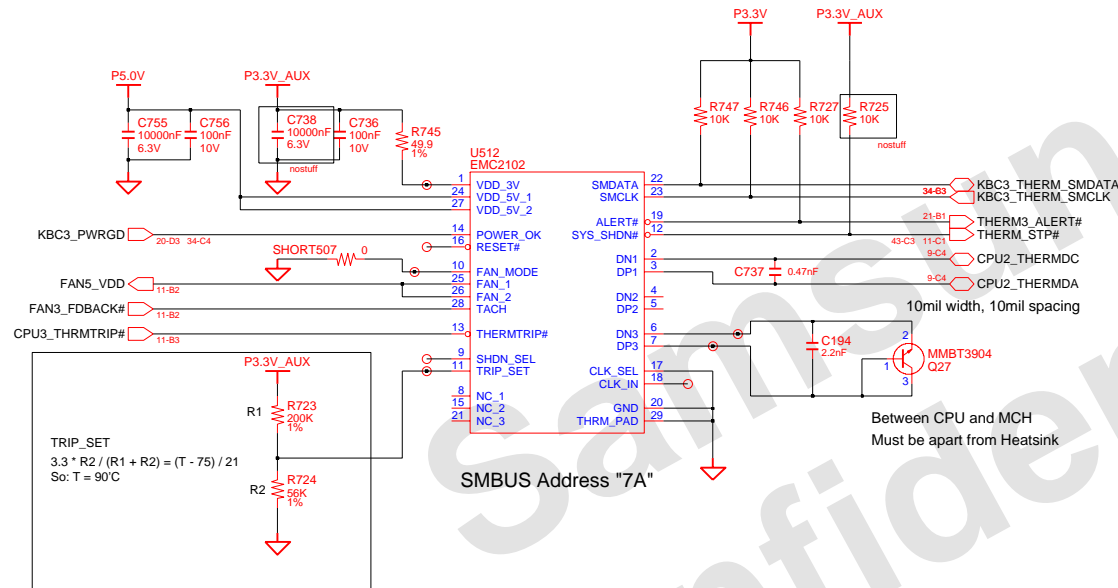 P3.3V
P3.3V_AUX
P5.0V
P3.3V_AUX
C755
10000nF
6.3V
C756
100nF
10V
C738
10000nF
6.3V
nostuff
C736
100nF
10V
R745
49.9
1%
R747
10K
R746
10K
R727
10K
R725
10K
nostuff
U512
EMC2102
1 VDD_3V
24 VDD_5V_1
27 VDD_5V_2
14 POWER_OK
16 RESET#
10 FAN_MODE
25 FAN_1
26 FAN_2
28 TACH
13 THERMTRIP#
9 SHDN_SEL
11 TRIP_SET
8 NC_1
15 NC_2
21 NC_3
SMDATA 22
SMCLK 23
ALERT# 19
SYS_SHDN# 12
DN1 2
DP1 3
DN2 4
DP2 5
DN3 6
DP3 7
CLK_SEL 17
CLK_IN 18
GND 20
THRM_PAD 29
KBC3_PWRGD
20-D3 34-C4
SHORT507 0
FAN5_VDD
11-B2
FAN3_FDBACK#
11-B2
CPU3_THRMTRIP#
11-B3
KBC3_THERM_SMDATA
34-B3
KBC3_THERM_SMCLK
21-B1
THERM3_ALERT#
43-C3 11-C1
THERM_STP#
9-C4
CPU2_THERMDC
C737 0.47nF
9-C4
CPU2_THERMDA
10mil width, 10mil spacing
C194
2.2nF
2
1
3
MMBT3904
Q27
Between CPU and MCH
Must be apart from Heatsink
SMBUS Address "7A"
P3.3V_AUX
R1
R723
200K
1%
TRIP_SET
3.3 * R2 / (R1 + R2) = (T - 75) / 21
So: T = 90'C
R2
R724
56K
1%
Samsun
onfiden